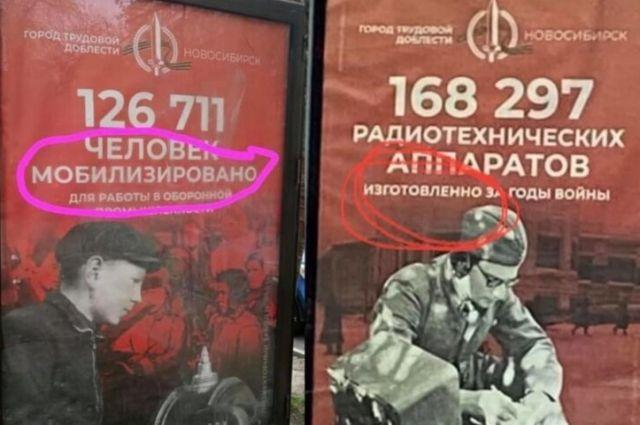 ГОРОД ТРУДОВОЙ
ДОБЛЕСТИ
НОВОСИБИРСК
126 711
ЧЕЛОВЕК
МОБИЛИЗИРОВАНО
ДЛЯ РАБОТЫ В ОБОРОННОЙ
ПРОМЫШЛЕННОСТИ
ГОРОД ТРУДОВОЙ
ДОБЛЕСТИ
НОВОСИБИРСК
168 297
РАДИОТЕХНИЧЕСКИХ
АППАРАТОВ
ИЗГОТОВЛЕННО ЗА ГОДЫ ВОЙНЫ